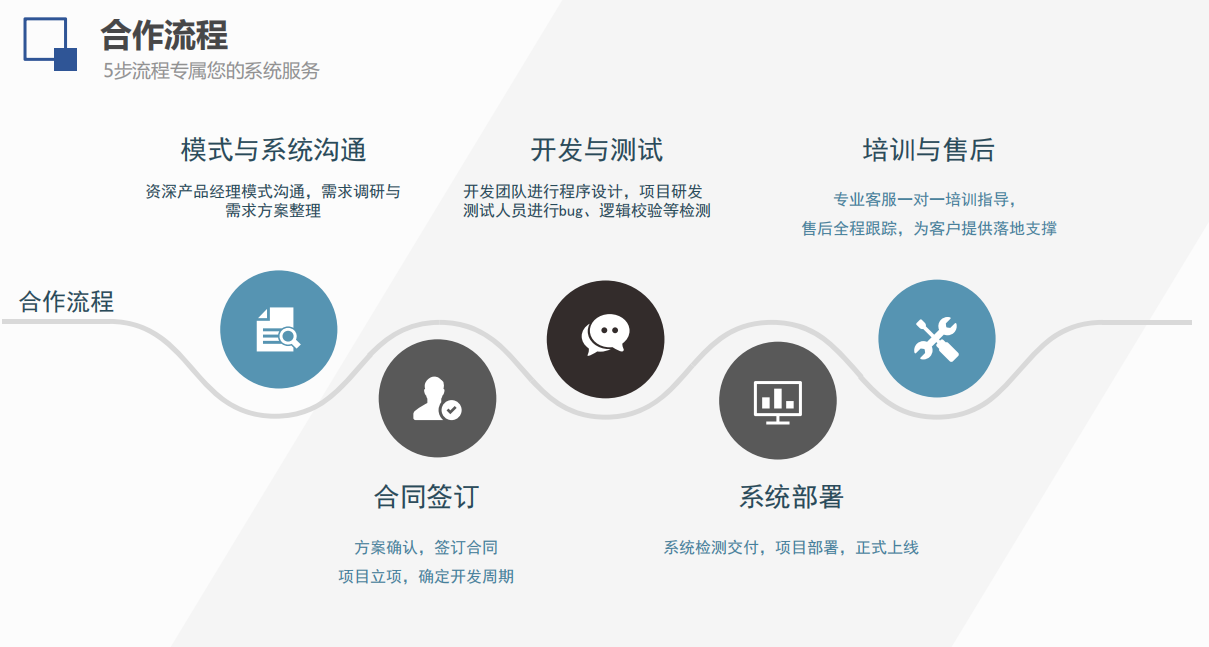 合作流程
5步流程专属您的系统服务
模式与系统沟通
资深产品经理模式沟通，需求调研与
需求方案整理
开发与测试
开发团队进行程序设计，项目研发
测试人员进行bug、逻辑校验等检测
培训与售后
专业客服一对一培训指导，
售后全程跟踪，为客户提供落地支撑
合作流程
合同签订
方案确认，签订合同
项目立项，确定开发周期
系统部署
系统检测交付，项目部署，正式上线